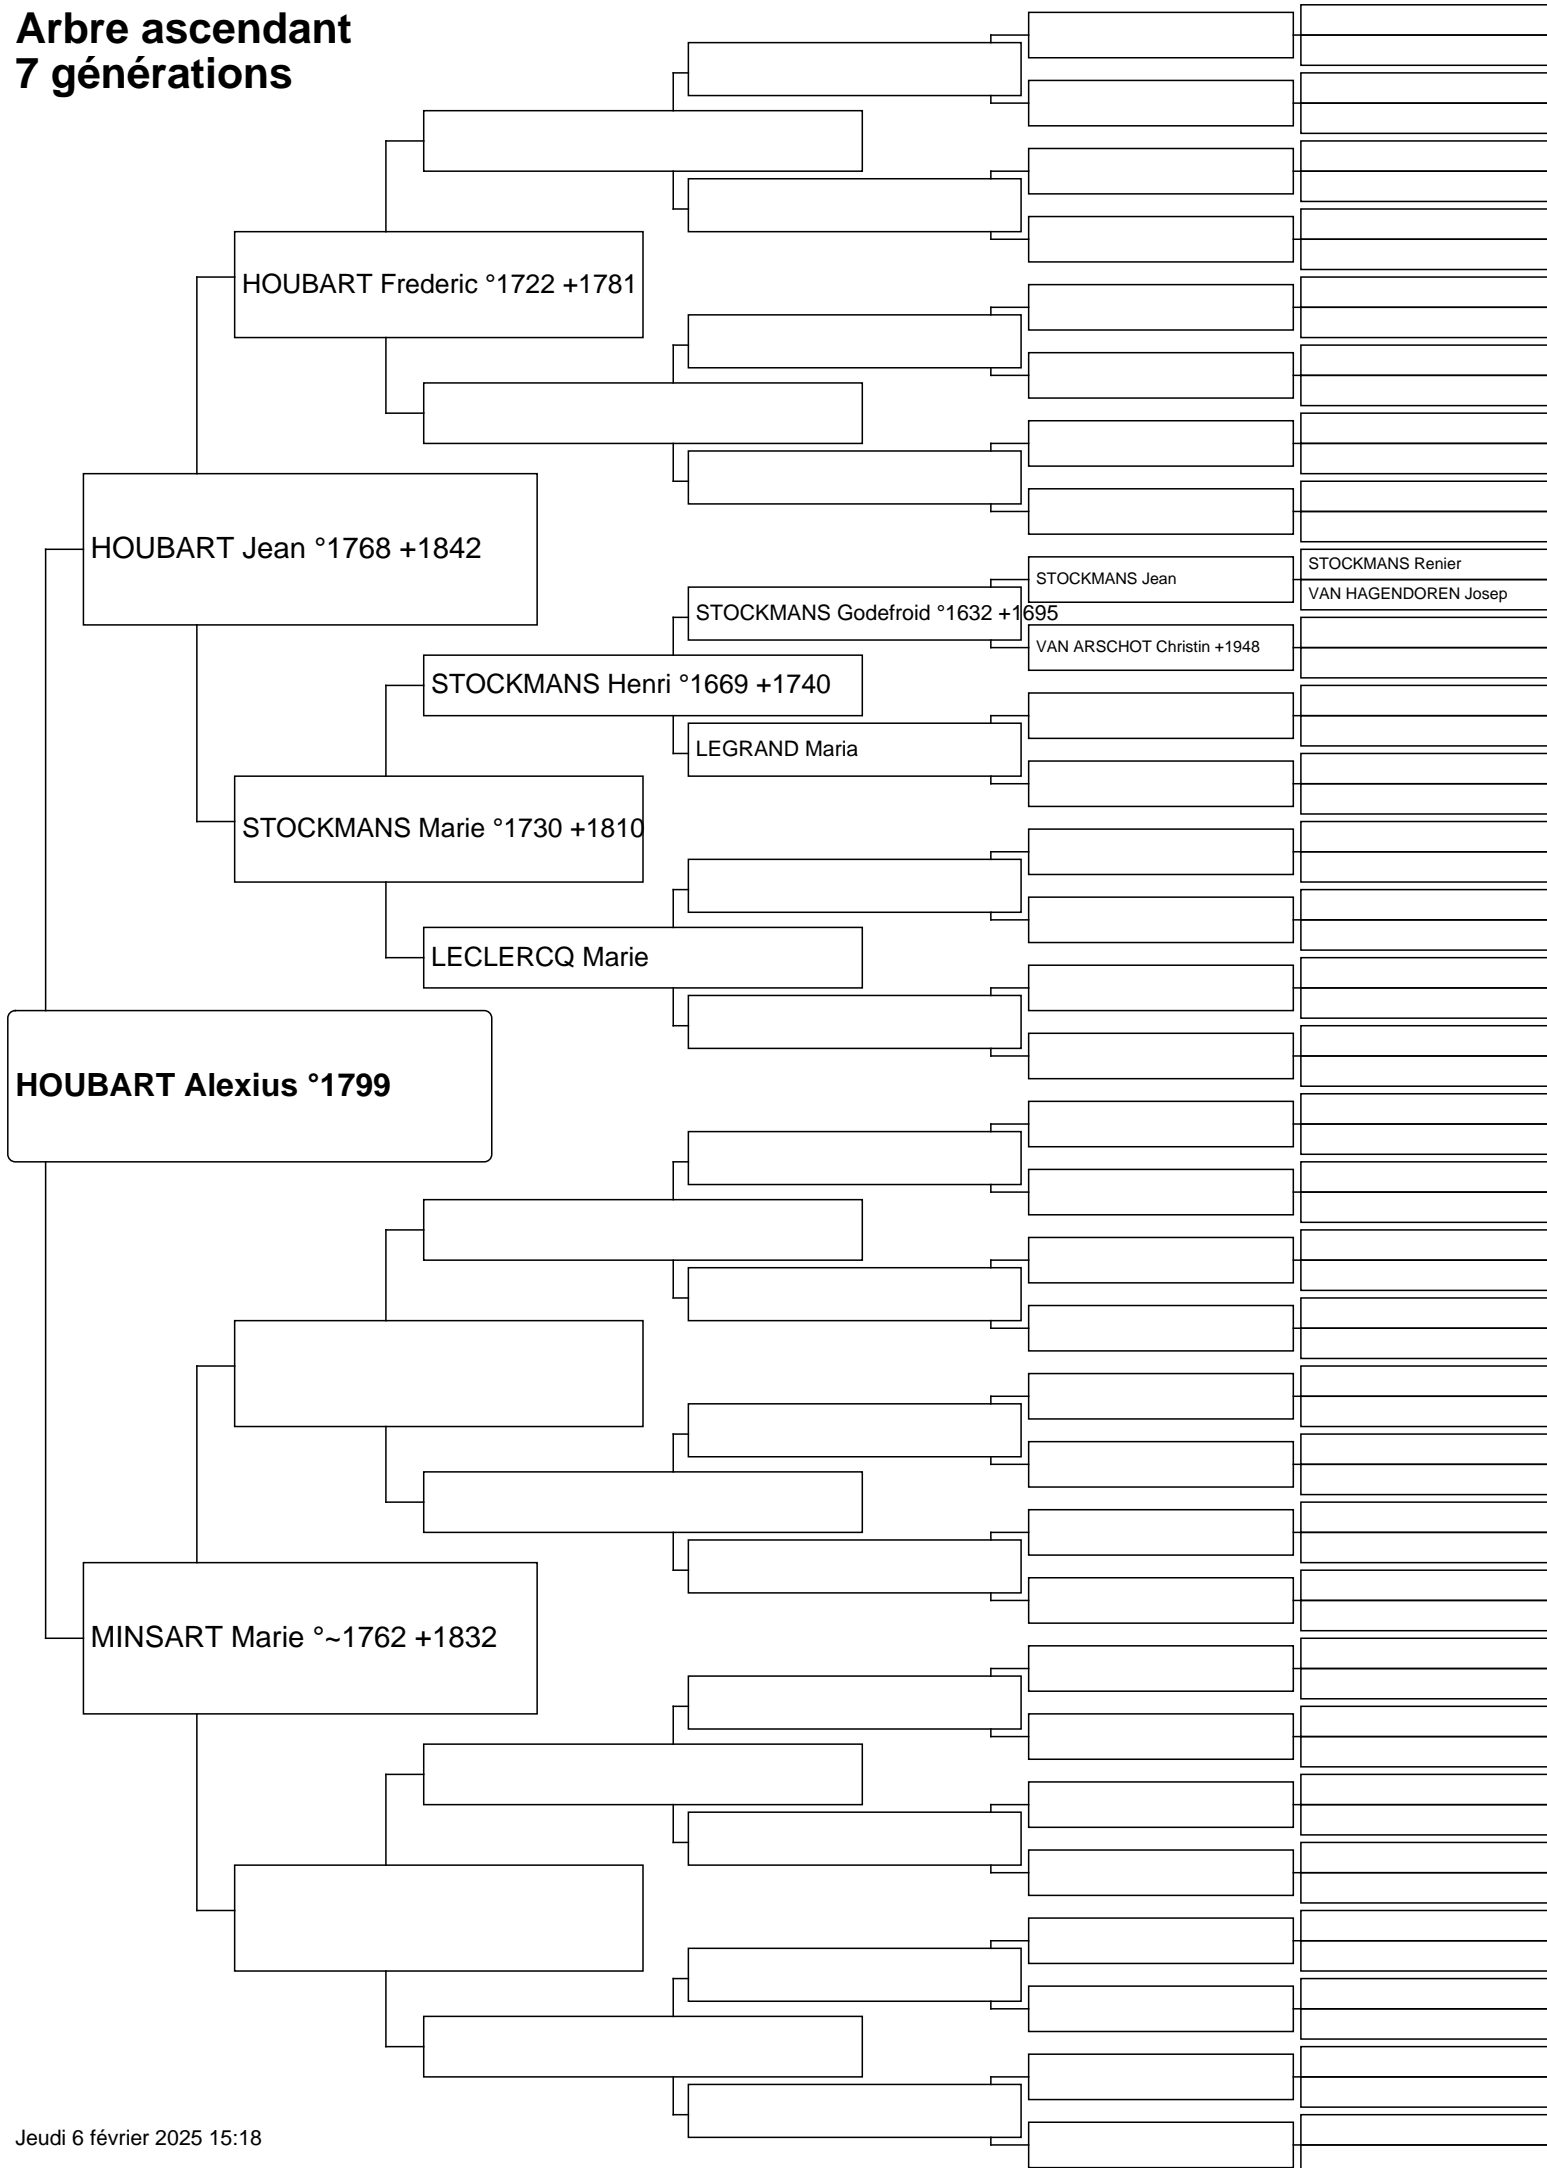 Arbre ascendant
7 générations
HOUBART Frederic °1722 +1781
HOUBART Jean °1768 +1842
STOCKMANS Renier
STOCKMANS Jean
VAN HAGENDOREN Josep
STOCKMANS Godefroid °1632 +1695
VAN ARSCHOT Christin +1948
STOCKMANS Henri °1669 +1740
LEGRAND Maria
STOCKMANS Marie °1730 +1810
LECLERCQ Marie
HOUBART Alexius °1799
MINSART Marie °~1762 +1832
Jeudi 6 février 2025 15:18